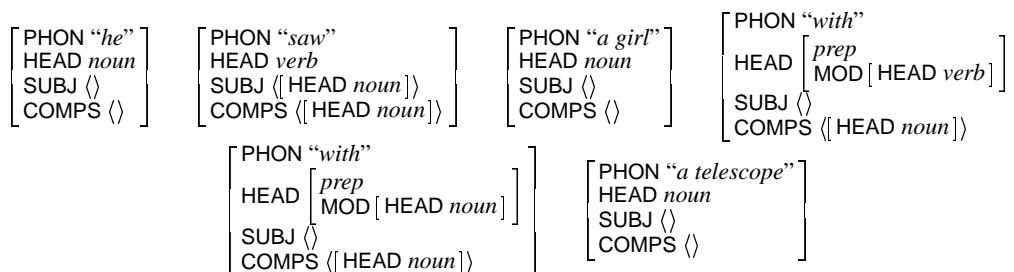 PHON “he”
HEAD noun
SUBJ ⟨⟩
COMPS ⟨⟩
PHON “saw”
HEAD verb
SUBJ ⟨[HEAD noun]⟩
COMPS ⟨[HEAD noun]⟩
PHON “a girl”
HEAD noun
SUBJ ⟨⟩
COMPS ⟨⟩
PHON “with”
HEAD [prep
MOD [HEAD verb]]
SUBJ ⟨⟩
COMPS ⟨[HEAD noun]⟩
PHON “with”
HEAD [prep
MOD [HEAD noun]]
SUBJ ⟨⟩
COMPS ⟨[HEAD noun]⟩
PHON “a telescope”
HEAD noun
SUBJ ⟨⟩
COMPS ⟨⟩